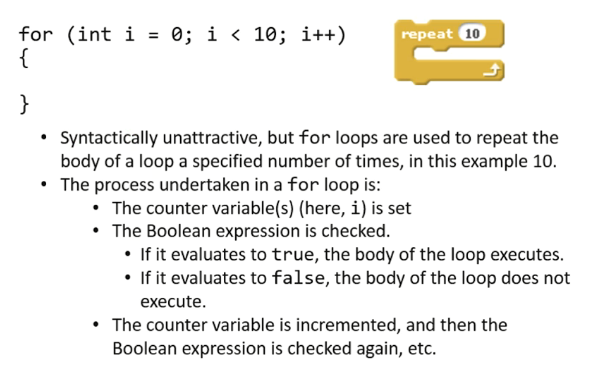 for (int i = 0; i < 10; i++)
repeat 10
{
}
• Syntactically unattractive, but for loops are used to repeat the
body of a loop a specified number of times, in this example 10.
• The process undertaken in a for loop is:
• The counter variable(s) (here, i) is set
• The Boolean expression is checked.
• If it evaluates to true, the body of the loop executes.
• If it evaluates to false, the body of the loop does not
execute.
• The counter variable is incremented, and then the
Boolean expression is checked again, etc.